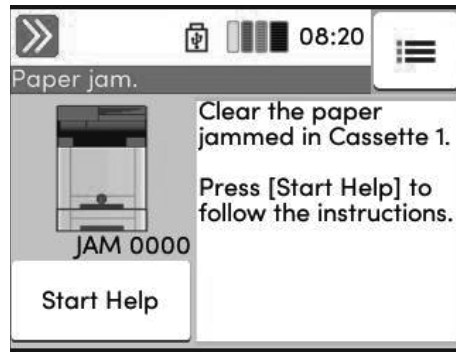 08:20
Paper jam.
Clear the paper
jammed in Cassette 1.
Press [Start Help] to
follow the instructions.
JAM 0000
Start Help